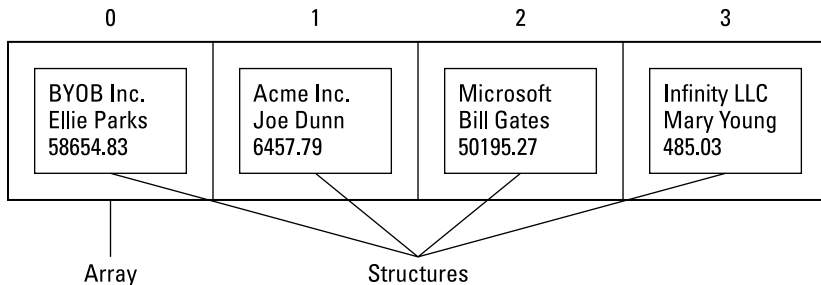 0 1 2 3
BYOB Inc.
Ellie Parks
58654.83
Acme Inc.
Joe Dunn
6457.79
Microsoft
Bill Gates
50195.27
Infinity LLC
Mary Young
485.03
Array Structures